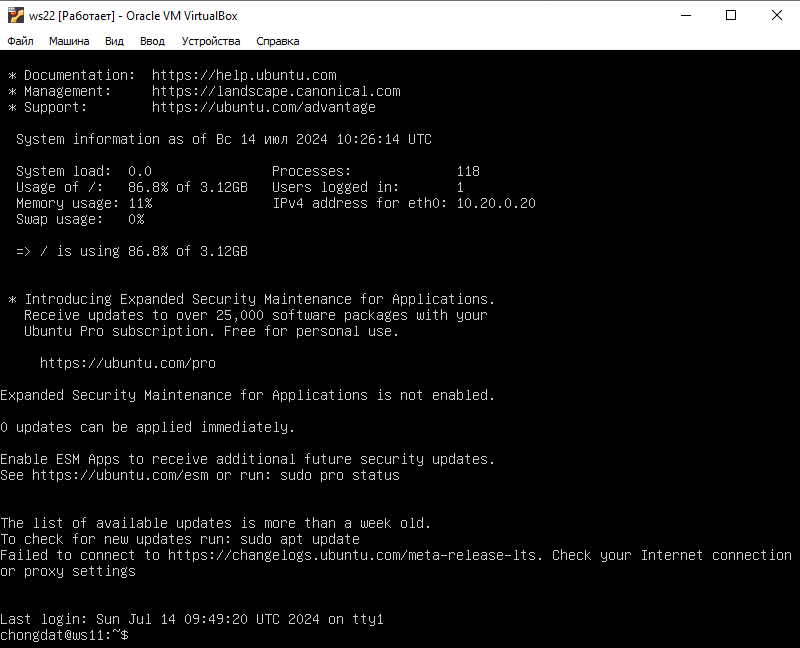 ws22 [Работает] - Oracle VM VirtualBox
Файл Машина Вид Ввод Устройства Справка
* Documentation: https://help.ubuntu.com
* Management: https://landscape.canonical.com
* Support: https://ubuntu.com/advantage
System information as of Вс 14 июл 2024 10:26:14 UTC
System load: 0.0 Processes: 118
Usage of /: 86.8% of 3.12GB Users logged in: 1
Memory usage: 11% IPv4 address for eth0: 10.20.0.20
Swap usage: 0%
=> / is using 86.8% of 3.12GB
* Introducing Expanded Security Maintenance for Applications.
Receive updates to over 25,000 software packages with your
Ubuntu Pro subscription. Free for personal use.
https://ubuntu.com/pro
Expanded Security Maintenance for Applications is not enabled.
0 updates can be applied immediately.
Enable ESM Apps to receive additional future security updates.
See https://ubuntu.com/esm or run: sudo pro status
The list of available updates is more than a week old.
To check for new updates run: sudo apt update
Failed to connect to https://changelogs.ubuntu.com/meta-release-lts. Check your Internet connection
or proxy settings
Last login: Sun Jul 14 09:49:20 UTC 2024 on tty1
chongdat@ws11:~$